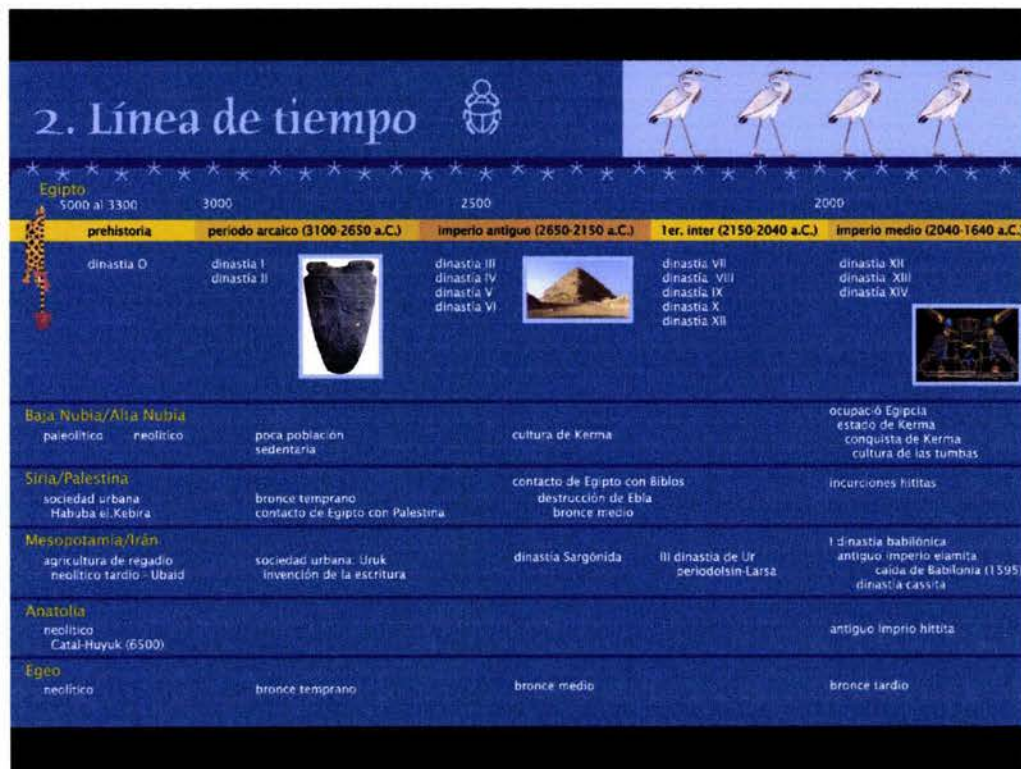 2. Línea de tiempo
Egipto
5000 al 3300 3000 2500 2000
prehistoria periodo arcaico (3100-2650 a.C.) imperio antiguo (2650-2150 a.C.) 1er. inter (2150-2040 a.C.) imperio medio (2040-1640 a.C.)
dinastía O dinastía I dinastía III dinastía VII dinastía XII
dinastía II dinastía IV dinastía VIII dinastía XIII
dinastía V dinastía IX dinastía XIV
dinastía VI dinastía X
dinastía XII
Baja Nubia/Alta Nubia
paleolítico neolítico
poca población
sedentaria
cultura de Kerma
ocupació Egipcia
estado de Kerma
conquista de Kerma
cultura de las tumbas
Siria/Palestina
sociedad urbana
Habuba el.Kebira
bronce temprano
contacto de Egipto con Palestina
contacto de Egipto con Biblos
destrucción de Ebla
bronce medio
incurciones hititas
Mesopotamia/Irán
agricultura de regadio
neolítico tardio - Ubaid
sociedad urbana: Uruk
invención de la escritura
dinastía Sargónida
III dinastia de Ur
periodoIsin-Larsa
I dinastía babilónica
antiguo imperio elamita
caida de Babilonia (1595)
dinastía cassita
Anatolia
neolítico
Catal-Huyuk (6500)
antiguo imprio hittita
Egeo
neolítico
bronce temprano
bronce medio
bronce tardio